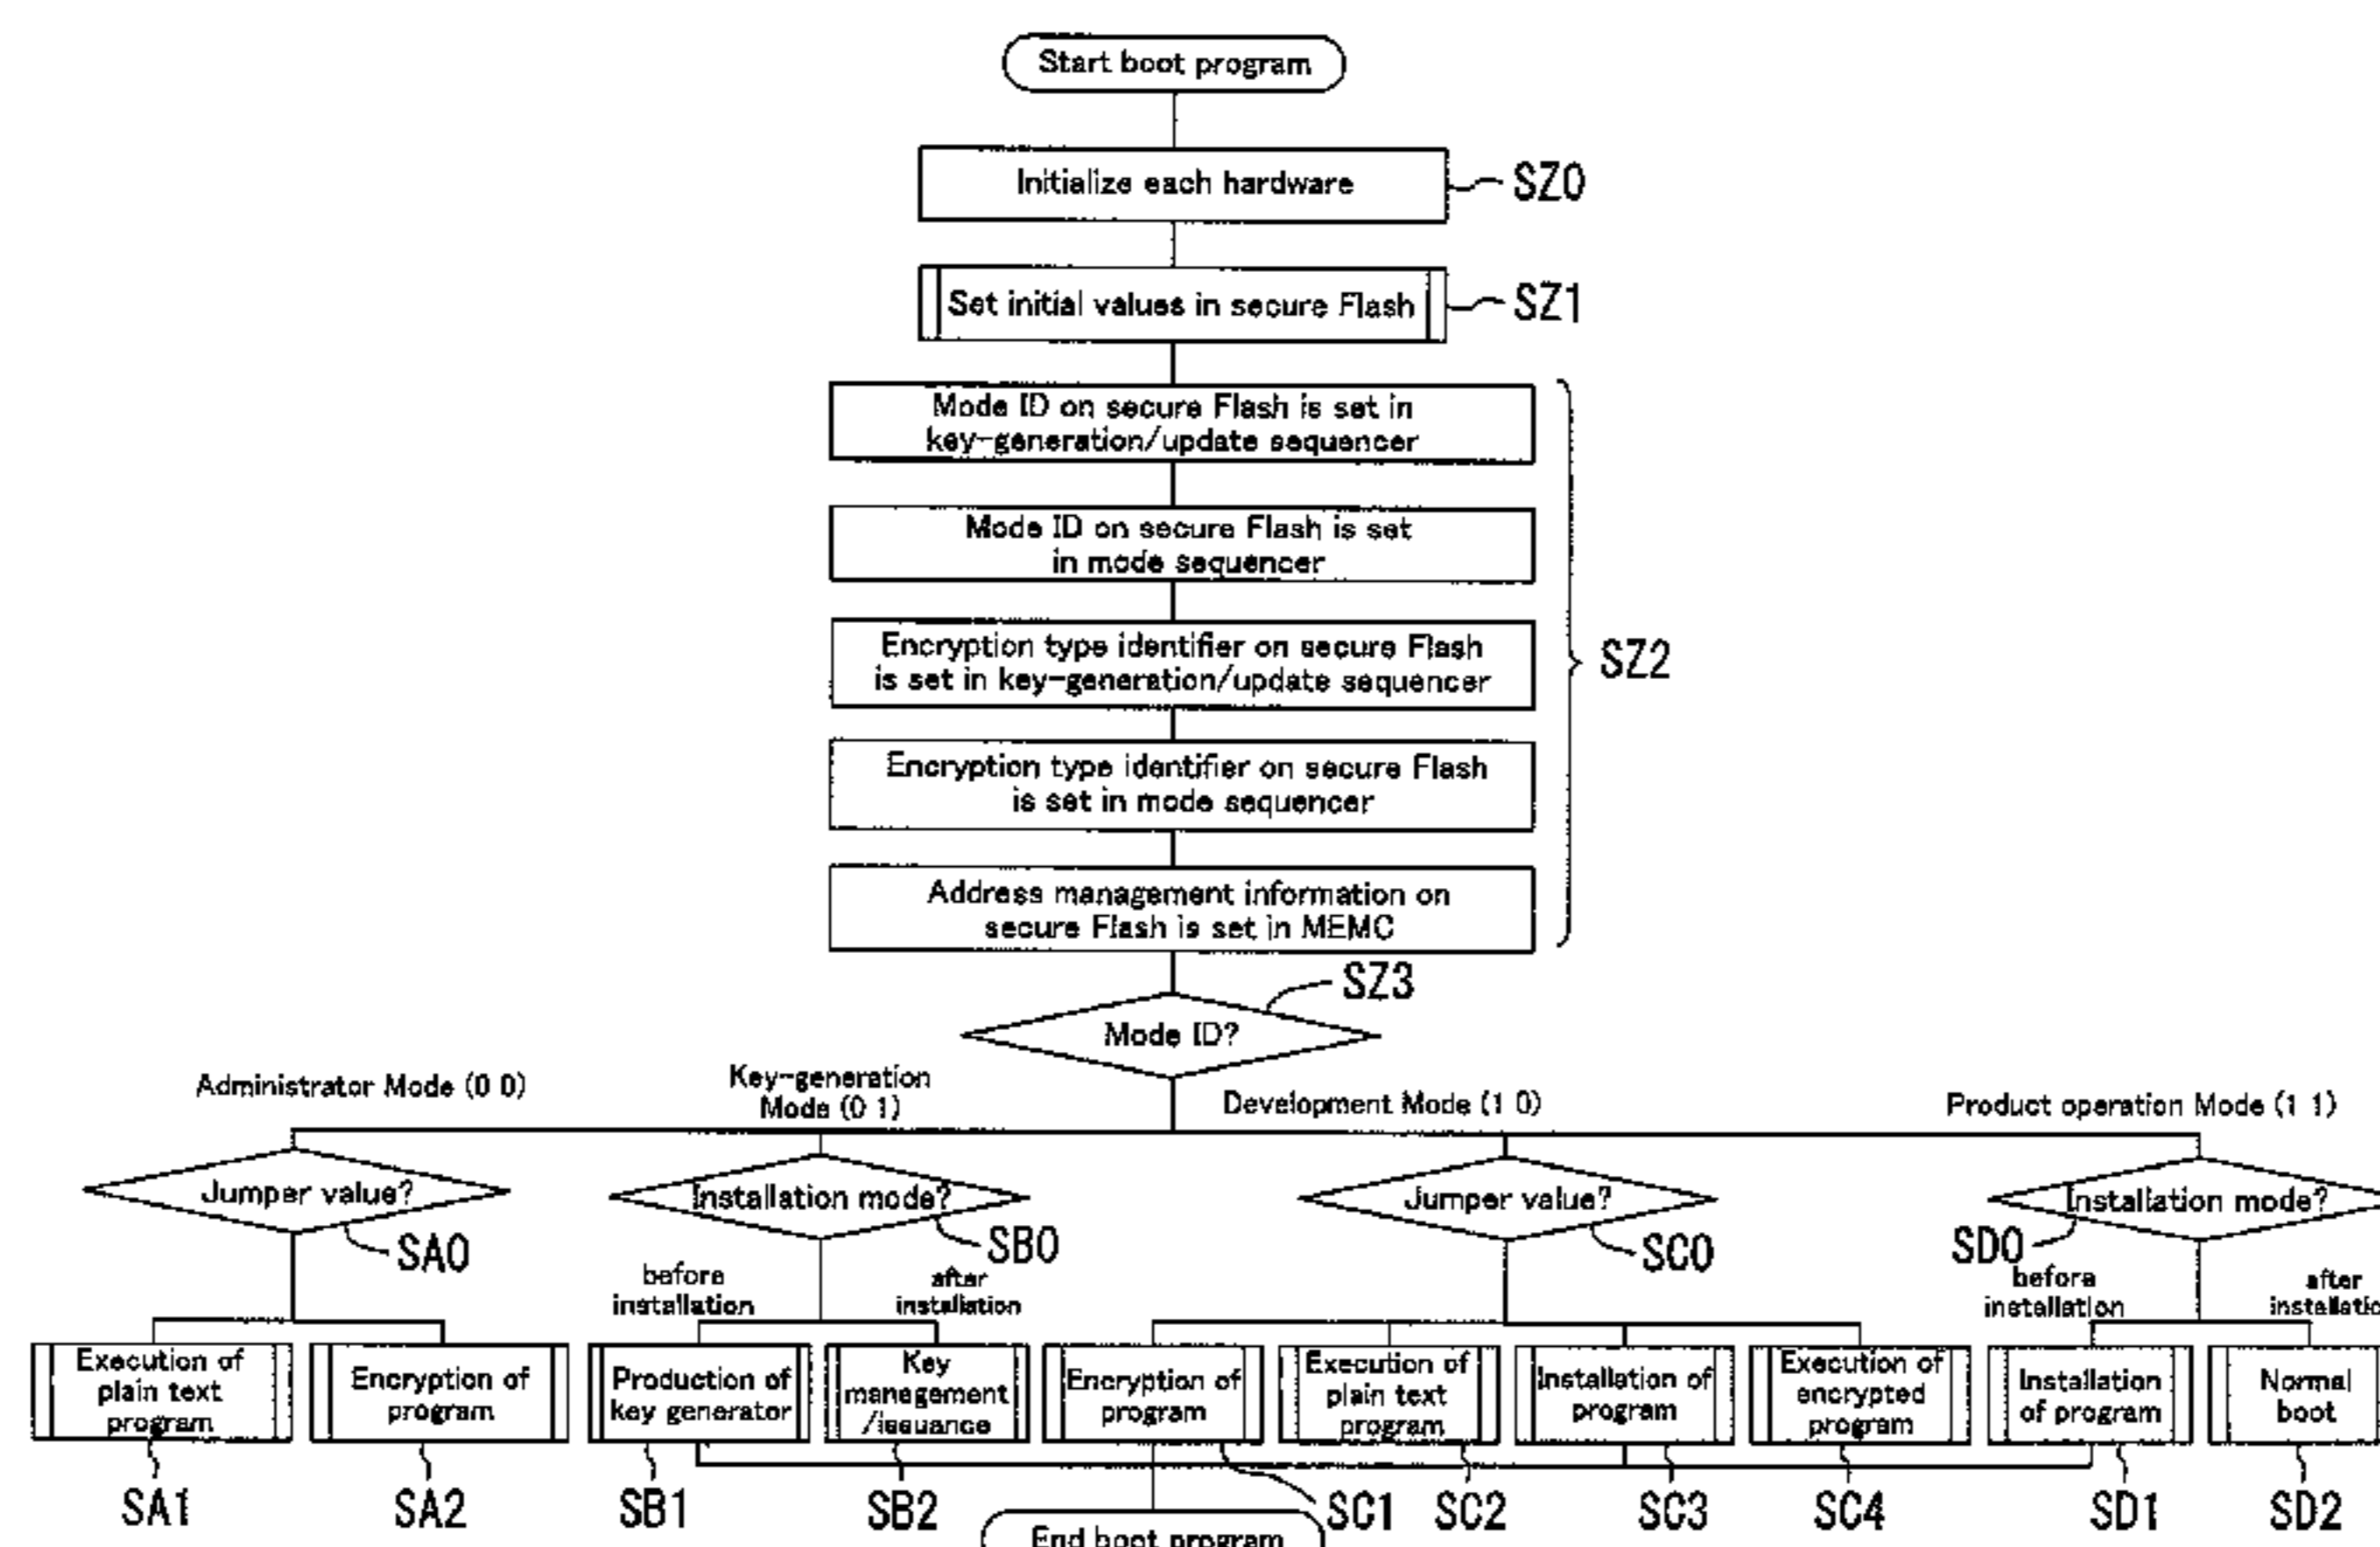 Start boot program
Initialize each hardware
SZ0
Set initial values in secure Flash
SZ1
Mode ID on secure Flash is set in
key-generation/update sequencer
Mode ID on secure Flash is set
in mode sequencer
Encryption type identifier on secure Flash
is set in key-generation/update sequencer
SZ2
Encryption type identifier on secure Flash
is set in mode sequencer
Address management information on
secure Flash is set in MEMC
SZ3
Mode ID?
Administrator Mode (0 0)
Key-generation
Mode (0 1)
Development Mode (1 0)
Product operation Mode (1 1)
Jumper value?
Installation mode?
Jumper value?
Installation mode?
SA0
SB0
SC0
SD0
before
installation
after
installation
before
installation
after
installatio
Execution of
plain text
program
Encryption of
program
Production of
key generator
Key
management
/issuance
Encryption of
program
Execution of
plain text
program
Installation of
program
Execution of
encrypted
program
Installation
of program
Normal
boot
SA1
SA2
SB1
SB2
SC1
SC2
SC3
SC4
SD1
SD2
End boot program